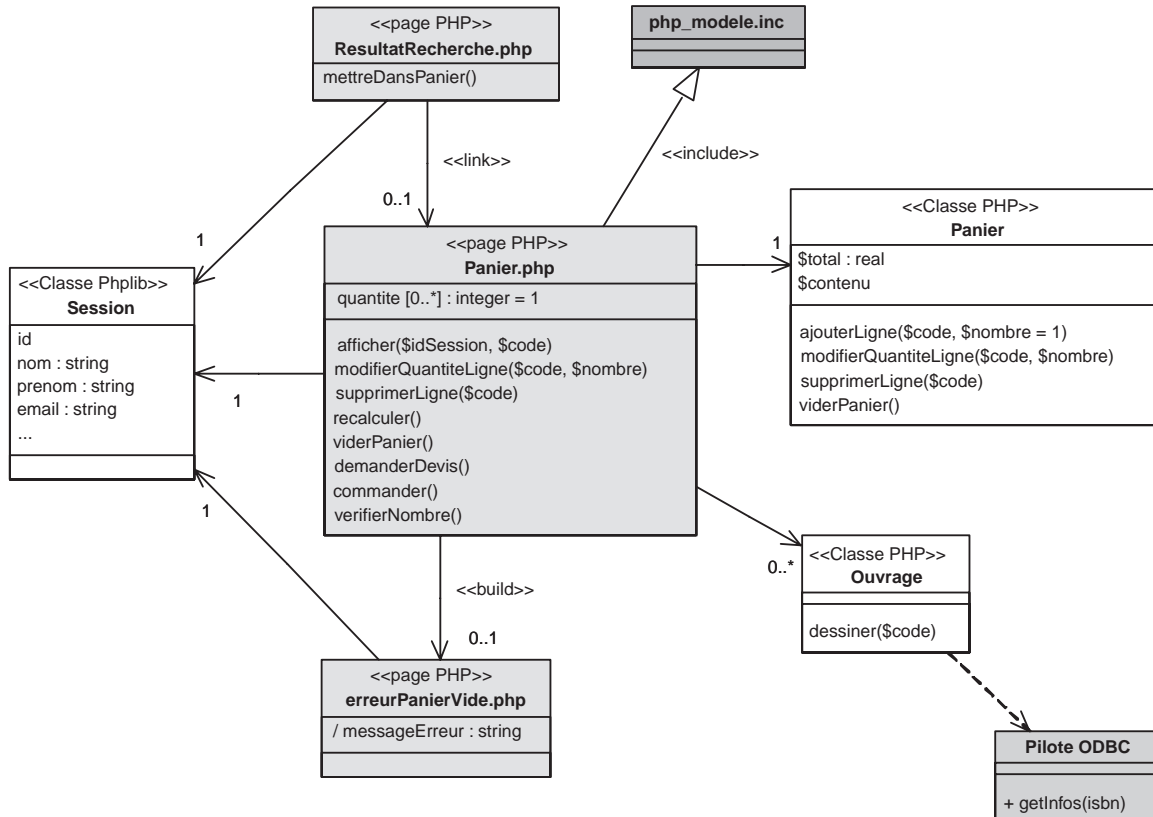 <<page PHP>>
ResultatRecherche.php
mettreDansPanier()
php_modele.inc
<<link>>
<<include>>
0..1
1
<<Classe PHP>>
Panier
$total : real
$contenu
ajouterLigne($code, $nombre = 1)
modifierQuantiteLigne($code, $nombre)
supprimerLigne($code)
viderPanier()
1
<<page PHP>>
Panier.php
quantite [0..*] : integer = 1
afficher($idSession, $code)
modifierQuantiteLigne($code, $nombre)
supprimerLigne($code)
recalculer()
viderPanier()
demanderDevis()
commander()
verifierNombre()
<<Classe Phplib>>
Session
id
nom : string
prenom : string
email : string
...
1
1
<<build>>
0..1
0..*
<<Classe PHP>>
Ouvrage
dessiner($code)
<<page PHP>>
erreurPanierVide.php
/ messageErreur : string
Pilote ODBC
+ getInfos(isbn)